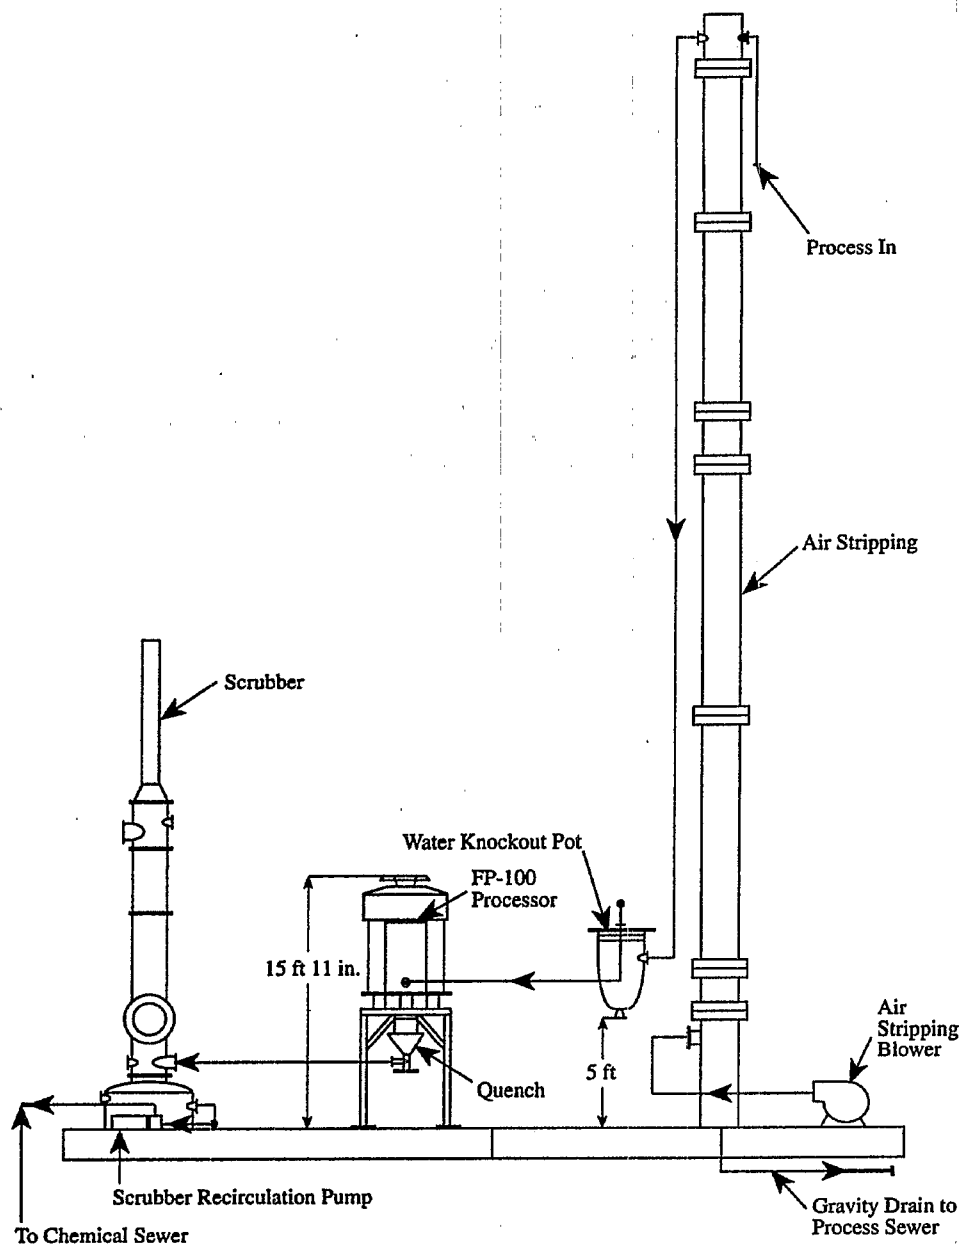 Process In
Air Stripping
Scrubber
Water Knockout Pot
FP-100
Processor
15 ft 11 in.
Air
Stripping
Blower
5 ft
Quench
Scrubber Recirculation Pump
Gravity Drain to
Process Sewer
To Chemical Sewer